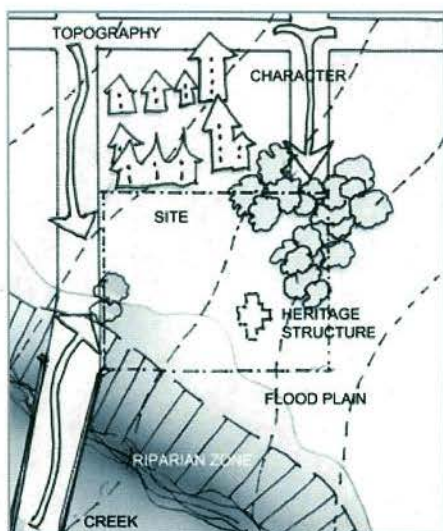 TOPOGRAPHY
CHARACTER
SITE
HERITAGE
STRUCTURE
FLOOD PLAIN
RIPARIAN ZONE
CREEK